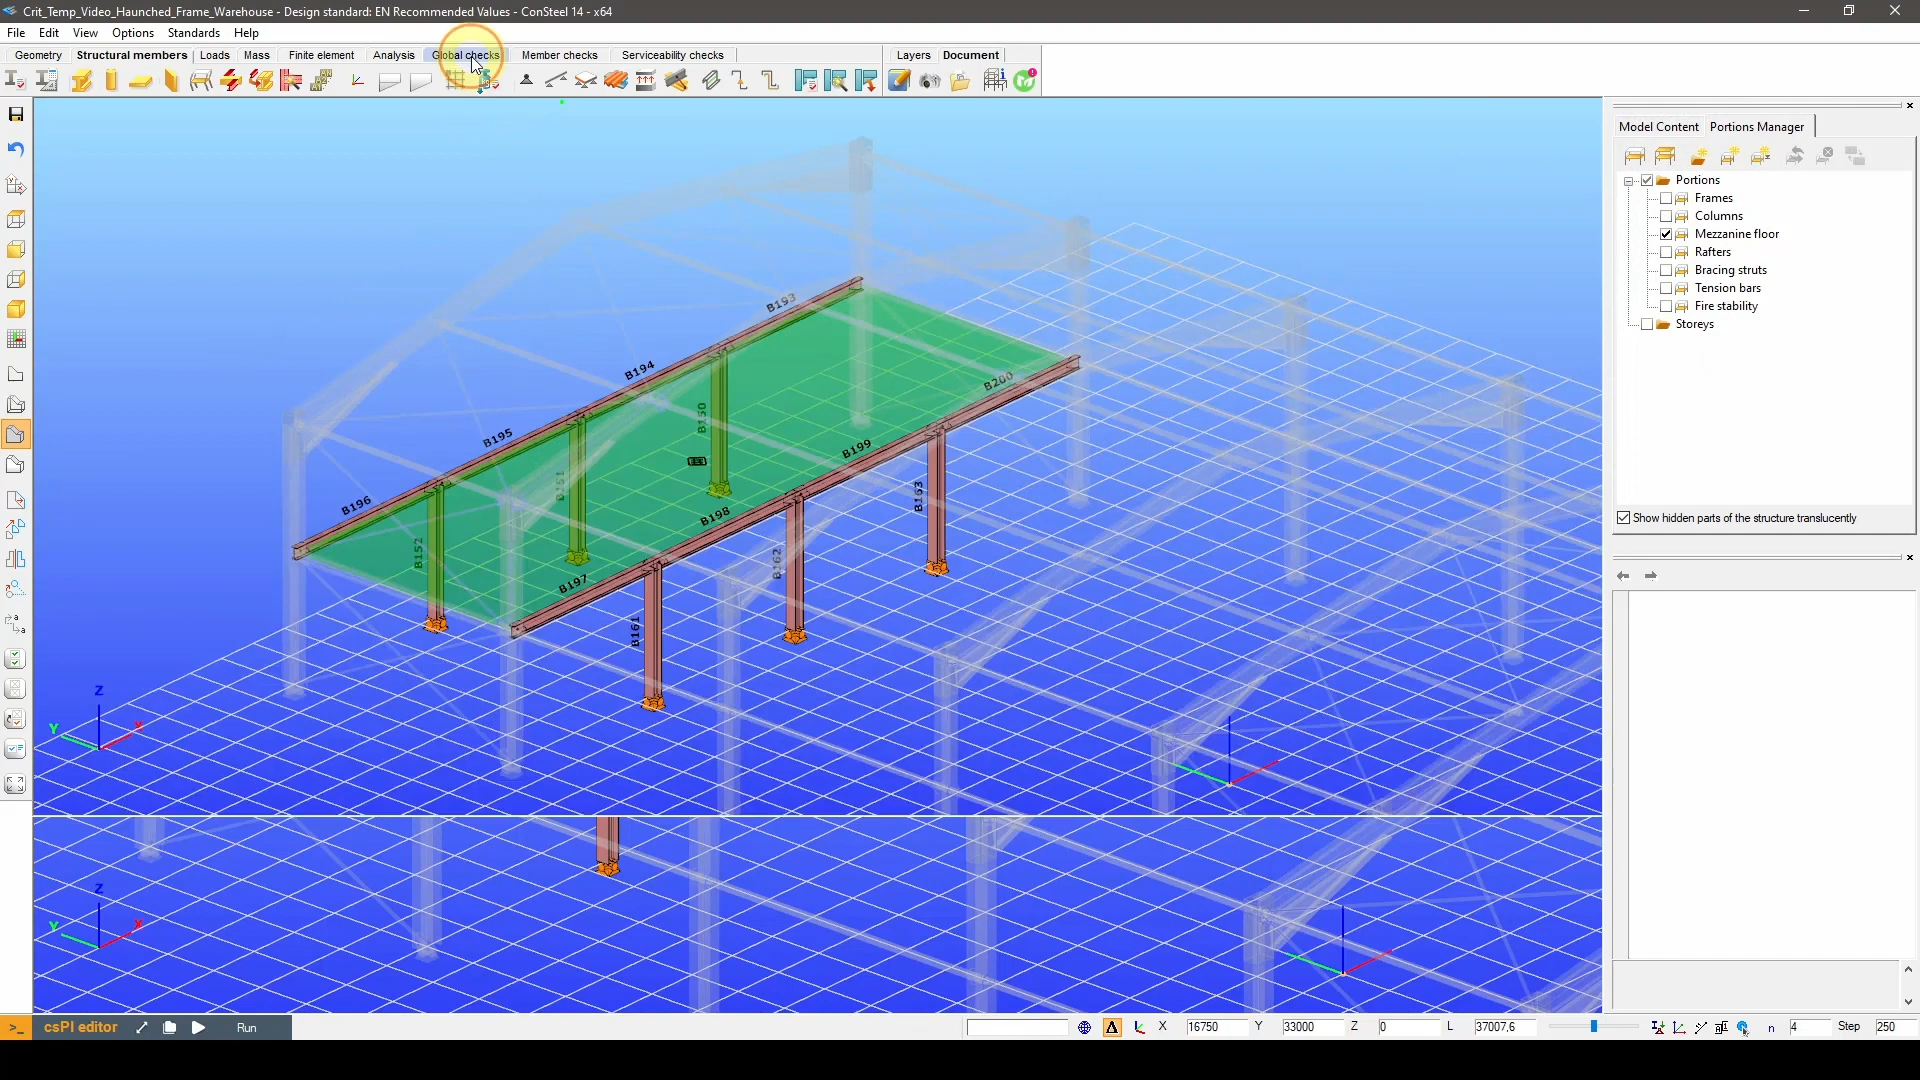 Crit_Temp_Video_Haunched_Frame_Warehouse - Design standard: EN Recommended Values - ConSteel 14 - x64
File Edit View Options Standards Help
Geometry Structural members Loads Mass Finite element Analysis Global checks Member checks Serviceability checks Layers Document
Model Content Portions Manager
Portions
Frames
Columns
Mezzanine floor
Rafters
Bracing struts
Tension bars
Fire stability
Storeys
Show hidden parts of the structure translucently
B193
B194
B200
B195
B150
B199
B196
B151
B198
B163
B152
B197
B162
B161
Z
Y
X
Z
Y
X
>_ csPI editor Run
X 16750 Y 33000 Z 0 L 37007,6 n 4 Step 250